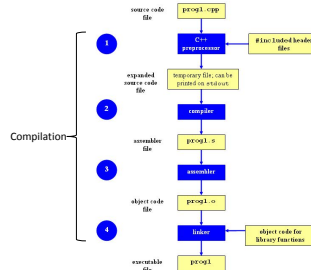 source code
file
prog1.cpp
1
C++
preprocessor
#included header
files
expanded
source code
file
temporary file; can be
printed on stdout
2
compiler
Compilation
assembler
file
prog1.s
3
assembler
object code
file
prog1.o
4
linker
object code for
library functions
executable
file
prog1